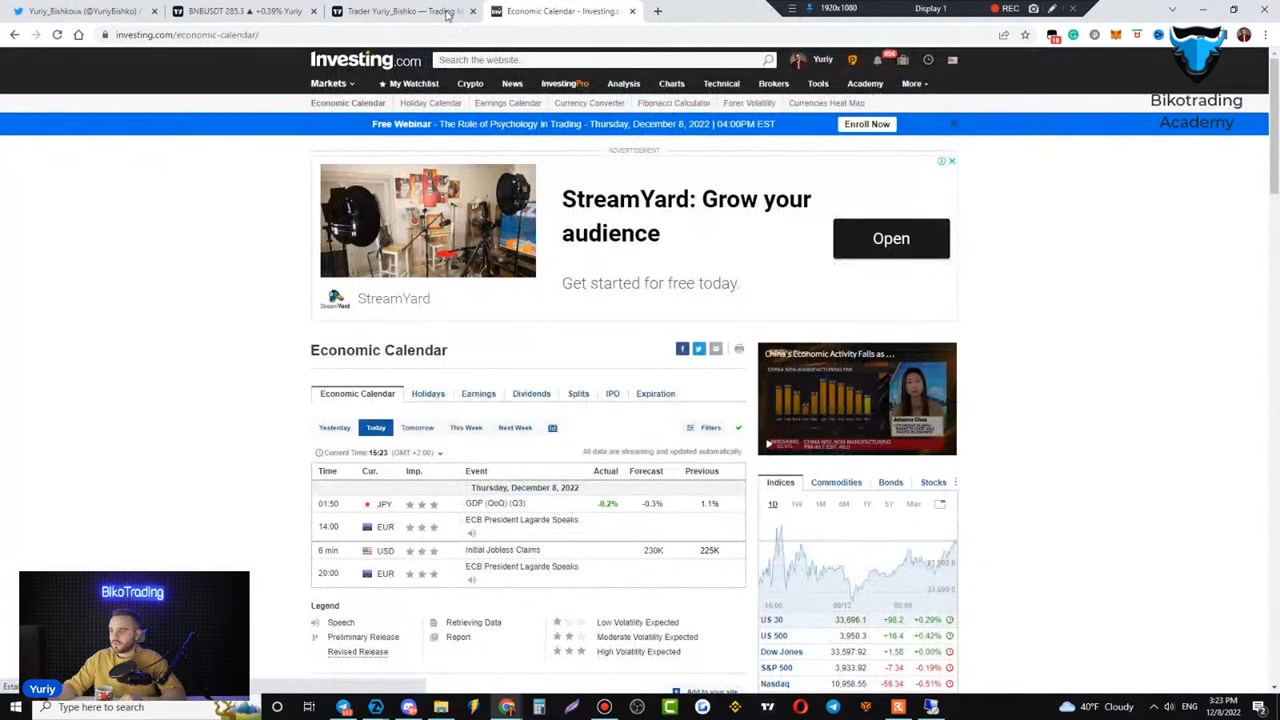 Yuriy_Bishkoux (@YuriyBishko) /
BNBUSDT 285.3 ▲ +0.39% Yuriy
Trader Yuriy_Bishko — Trading
Economic Calendar - Investing.c
1920x1080
Display 1
REC
investing.com/economic-calendar/
Investing.com
Search the website...
Yuriy
Markets
My Watchlist
Crypto
News
InvestingPro
Analysis
Charts
Technical
Brokers
Tools
Academy
More
Economic Calendar
Holiday Calendar
Earnings Calendar
Currency Converter
Fibonacci Calculator
Forex Volatility
Currencies Heat Map
Bikotrading
Academy
Free Webinar - The Role of Psychology in Trading - Thursday, December 8, 2022 | 04:00PM EST
Enroll Now
ADVERTISEMENT
StreamYard: Grow your
audience
Open
Get started for free today.
StreamYard
StreamYard
Economic Calendar
China's Economic Activity Falls as ...
Economic Calendar
Holidays
Earnings
Dividends
Splits
IPO
Expiration
Yesterday
Today
Tomorrow
This Week
Next Week
Filters
Current Time: 15:23 (GMT +2:00)
All data are streaming and updated automatically
Time Cur. Imp. Event Actual Forecast Previous
Thursday, December 8, 2022
01:50 JPY GDP (QoQ) (Q3) -0.2% -0.3% 1.1%
14:00 EUR ECB President Lagarde Speaks
6 min USD Initial Jobless Claims 230K 225K
20:00 EUR ECB President Lagarde Speaks
Legend
Speech
Retrieving Data
Low Volatility Expected
Preliminary Release
Report
Moderate Volatility Expected
Revised Release
High Volatility Expected
Add to your site
Indices
Commodities
Bonds
Stocks
1D 1W 1M 6M 1Y 5Y Max
US 30 33,696.1 +98.2 +0.29%
US 500 3,950.3 +16.4 +0.42%
Dow Jones 33,597.92 +1.58 +0.00%
S&P 500 3,933.92 -7.34 -0.19%
Nasdaq 10,958.55 -56.34 -0.51%
BikoTrading
Yuriy
Type here to search
40°F Cloudy
3:23 PM
12/8/2022